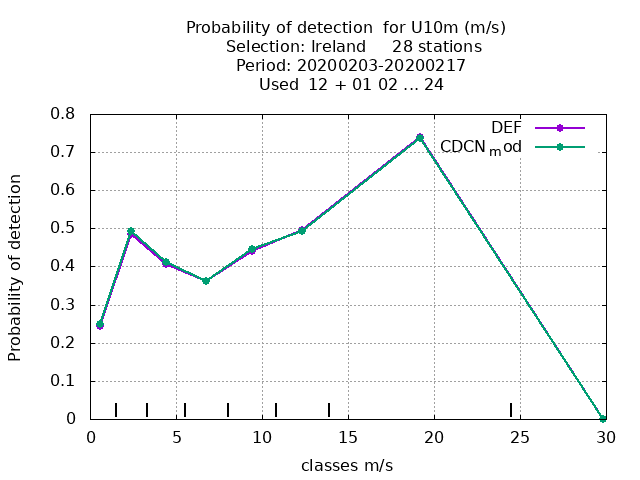 Probability of detection  for U10m (m/s)
Selection: Ireland     28 stations
Period: 20200203-20200217
Used  12 + 01 02 ... 24
DEF
CDCN_mod
Probability of detection
0.8
0.7
0.6
0.5
0.4
0.3
0.2
0.1
0
0 5 10 15 20 25 30
classes m/s